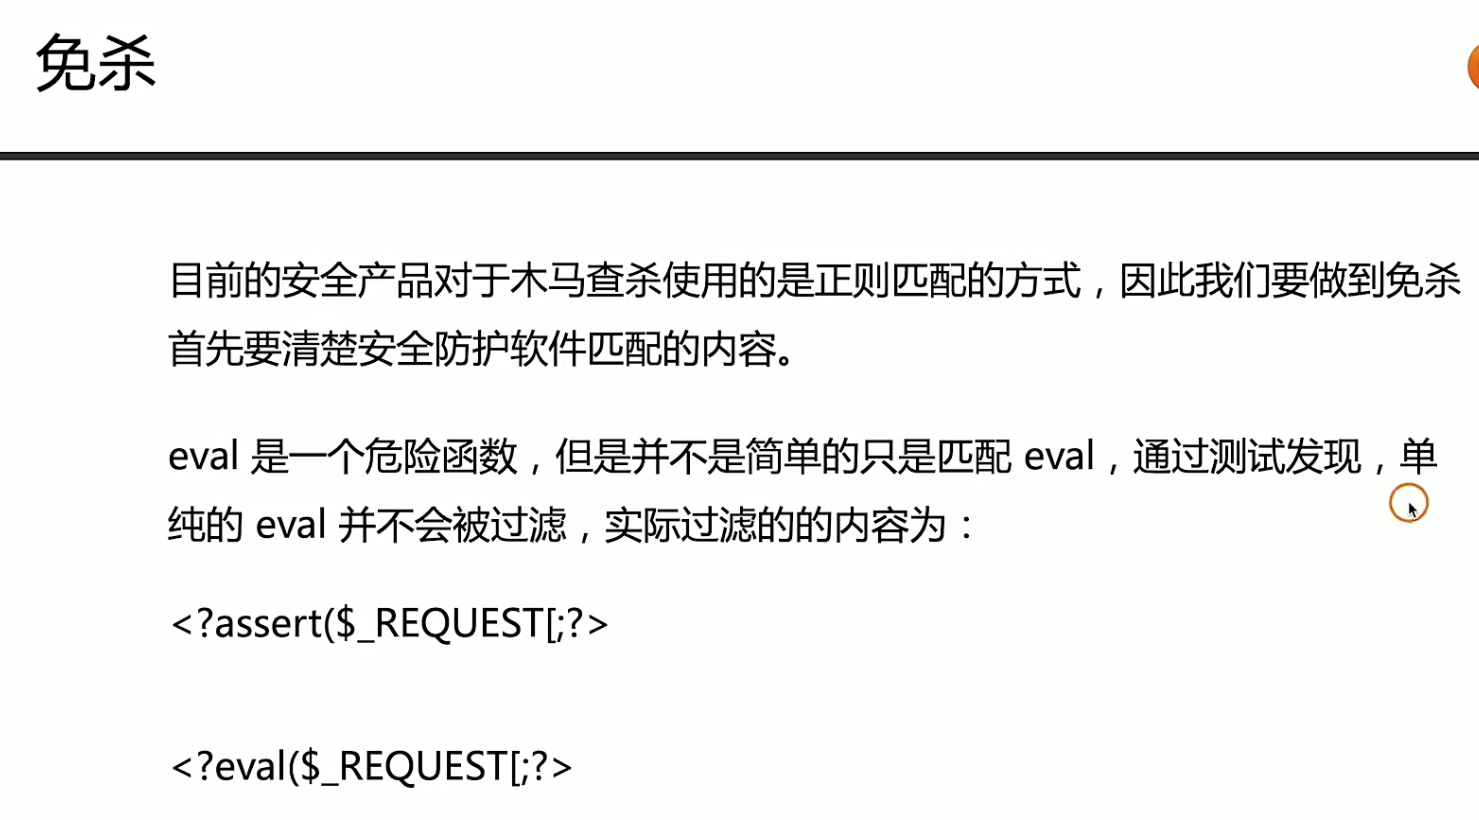 免杀
目前的安全产品对于木马查杀使用的是正则匹配的方式，因此我们要做到免杀
首先要清楚安全防护软件匹配的内容。
eval 是一个危险函数，但是并不是简单的只是匹配 eval，通过测试发现，单
纯的 eval 并不会被过滤，实际过滤的的内容为：
<?assert($_REQUEST[;?>
<?eval($_REQUEST[;?>